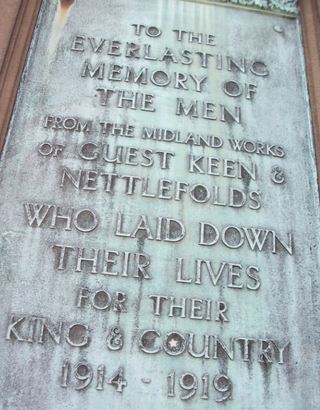 TO THE
EVERLASTING
MEMORY OF
THE MEN
FROM THE MIDLAND WORKS
OF GUEST KEEN &
NETTLEFOLDS
WHO LAID DOWN
THEIR LIVES
FOR THEIR
KING & COUNTRY
1914 - 1919